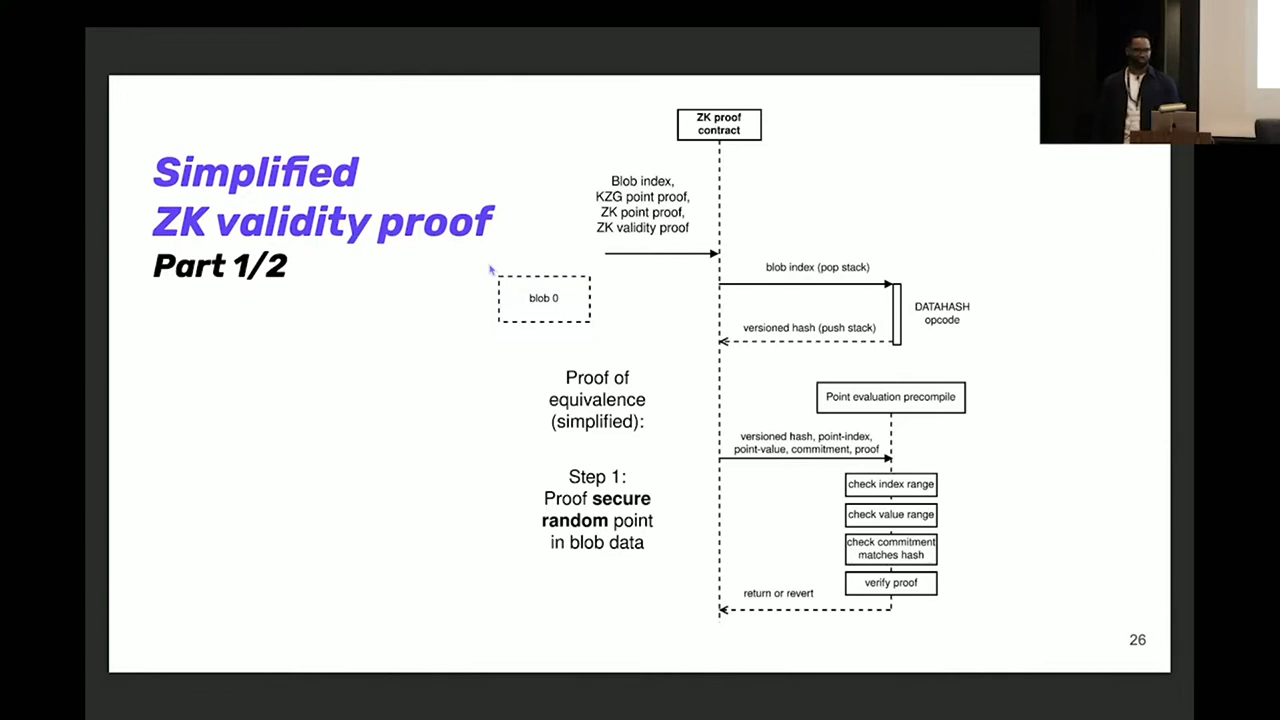 Simplified
ZK validity proof
Part 1/2
ZK proof
contract
Blob index,
KZG point proof,
ZK point proof,
ZK validity proof
blob index (pop stack)
blob 0
DATAHASH
opcode
versioned hash (push stack)
Proof of
equivalence
(simplified):
Point evaluation precompile
versioned hash, point-index,
point-value, commitment, proof
Step 1:
Proof secure
random point
in blob data
check index range
check value range
check commitment
matches hash
verify proof
return or revert
26